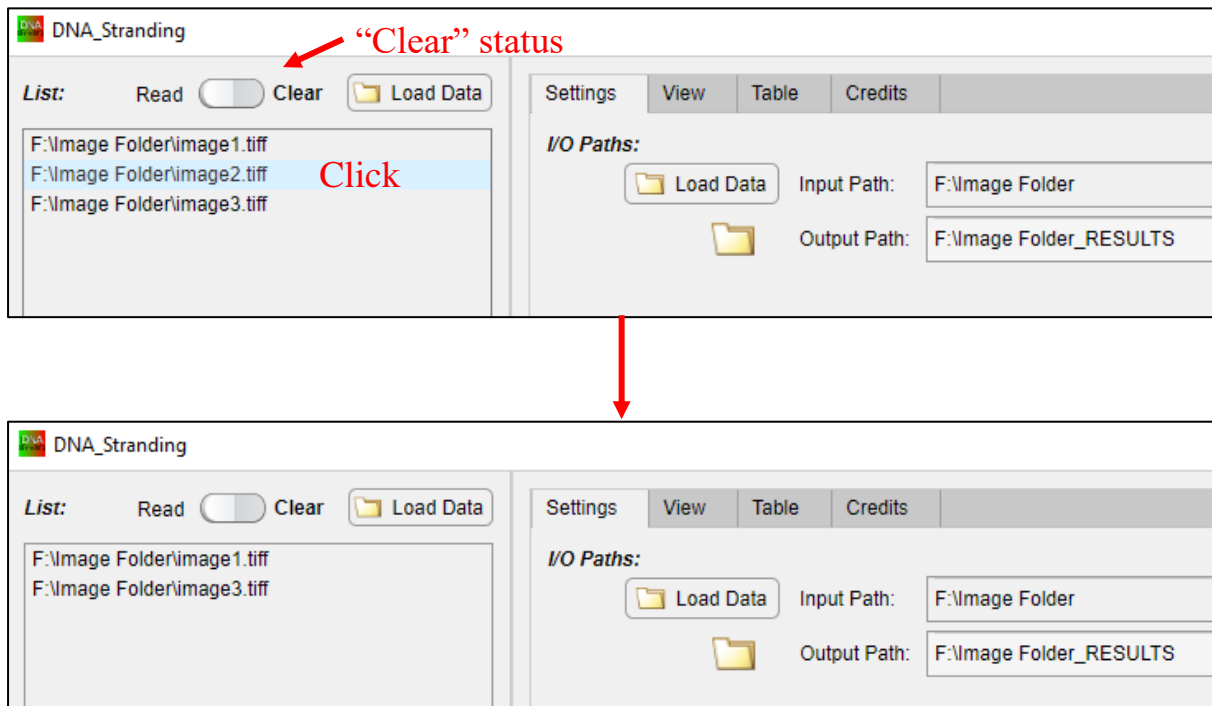 DNA_Stranding
“Clear” status
List: Read Clear Load Data
F:\Image Folder\image1.tiff
F:\Image Folder\image2.tiff
Click
F:\Image Folder\image3.tiff
Settings View Table Credits
I/O Paths:
Load Data Input Path: F:\Image Folder
Output Path: F:\Image Folder_RESULTS
DNA_Stranding
List: Read Clear Load Data
F:\Image Folder\image1.tiff
F:\Image Folder\image3.tiff
Settings View Table Credits
I/O Paths:
Load Data Input Path: F:\Image Folder
Output Path: F:\Image Folder_RESULTS